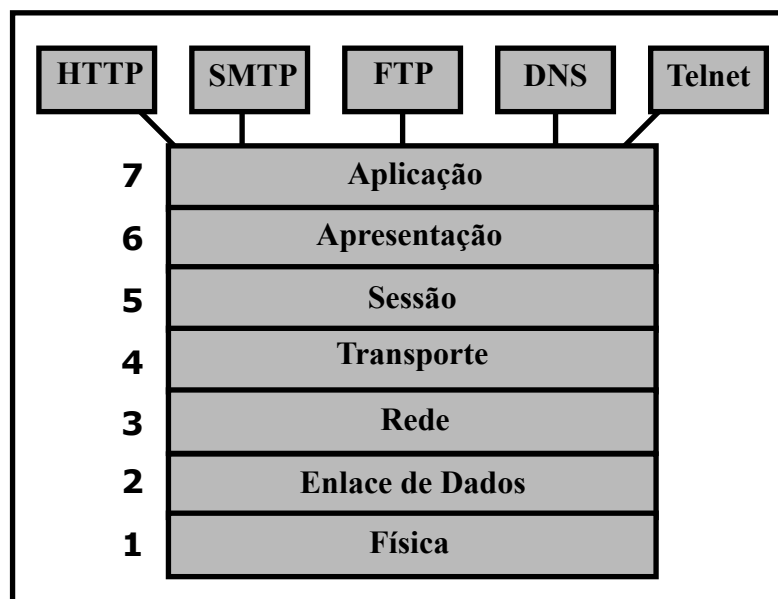 HTTP SMTP FTP DNS Telnet
7 Aplicação
6 Apresentação
5 Sessão
4 Transporte
3 Rede
2 Enlace de Dados
1 Física